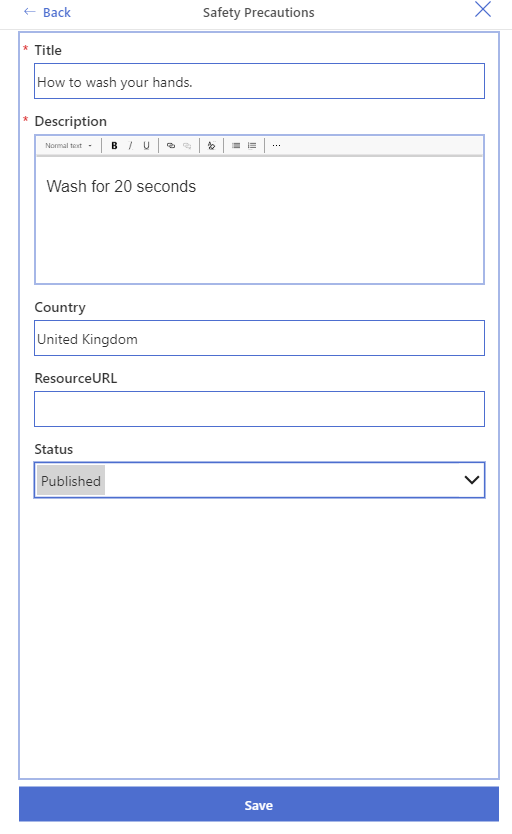 ← Back Safety Precautions
* Title
How to wash your hands.
* Description
Normal text B / U ...
Wash for 20 seconds
Country
United Kingdom
ResourceURL
Status
Published
Save